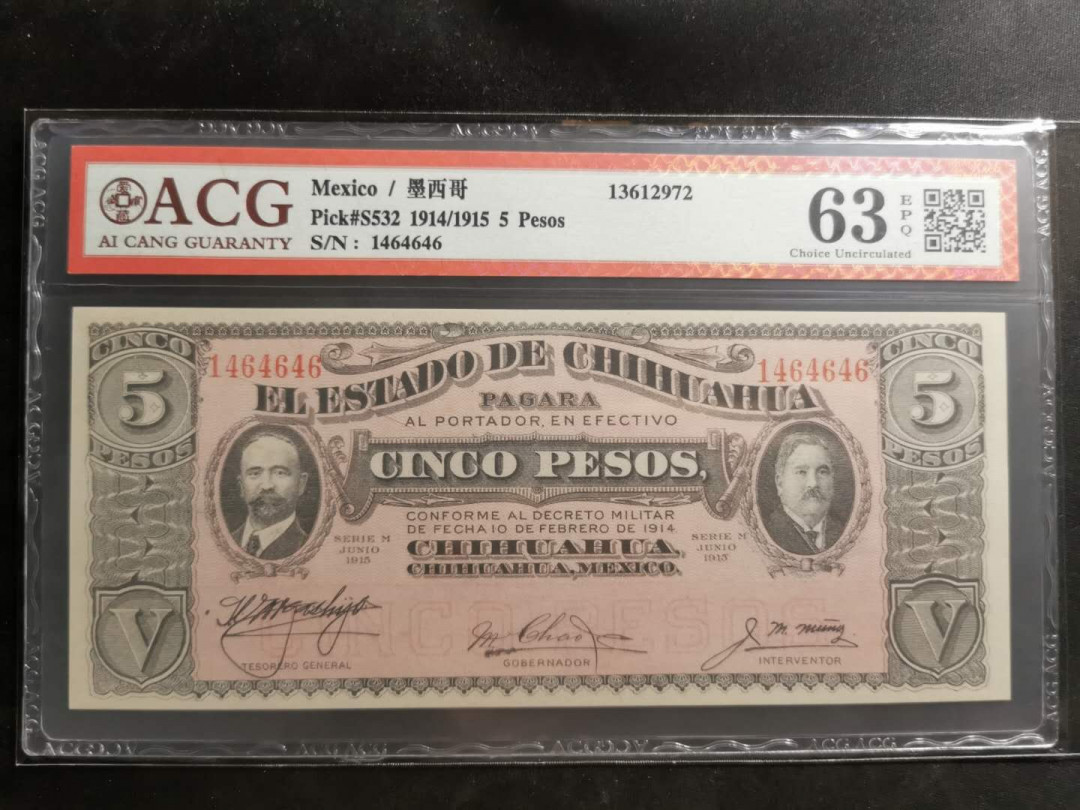 ACG
AI CANG GUARANTY
Mexico / 墨西哥
13612972
Pick#S532 1914/1915 5 Pesos
S/N : 1464646
63
EPQ
Choice Uncirculated
CINCO
5
PESOS
1464646
EL ESTADO DE CHIHUAHUA
1464646
CINCO
5
PESOS
PAGARA
AL PORTADOR, EN EFECTIVO
CINCO PESOS,
CONFORME AL DECRETO MILITAR
DE FECHA 10 DE FEBRERO DE 1914
SERIE M
JUNIO
1915
CHIHUAHUA,
CHIHUAHUA, MEXICO.
SERIE M
JUNIO
1915
CINCO PESOS
V
TESORERO GENERAL
M. Chao
GOBERNADOR
INTERVENTOR
V